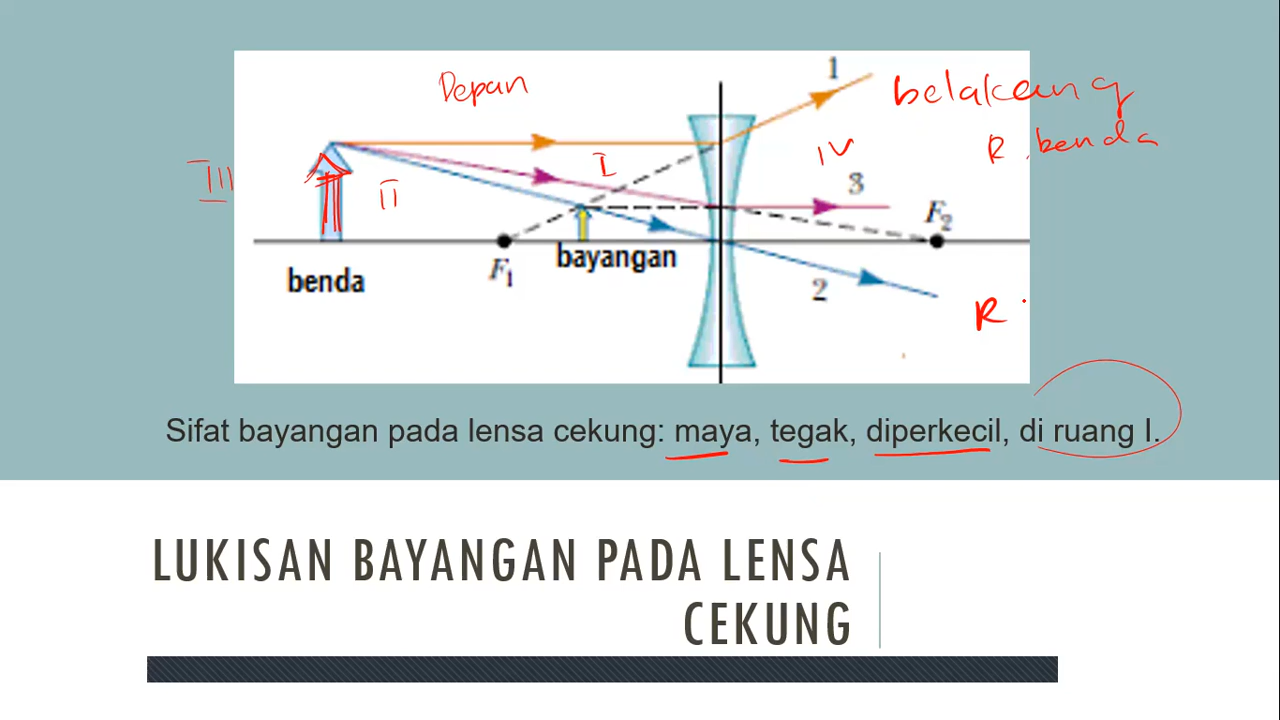 Depan
1
belakang
R. benda
III
II
I
IV
3
F₂
F₁
bayangan
benda
2
R.
Sifat bayangan pada lensa cekung: maya, tegak, diperkecil, di ruang I.
LUKISAN BAYANGAN PADA LENSA
CEKUNG